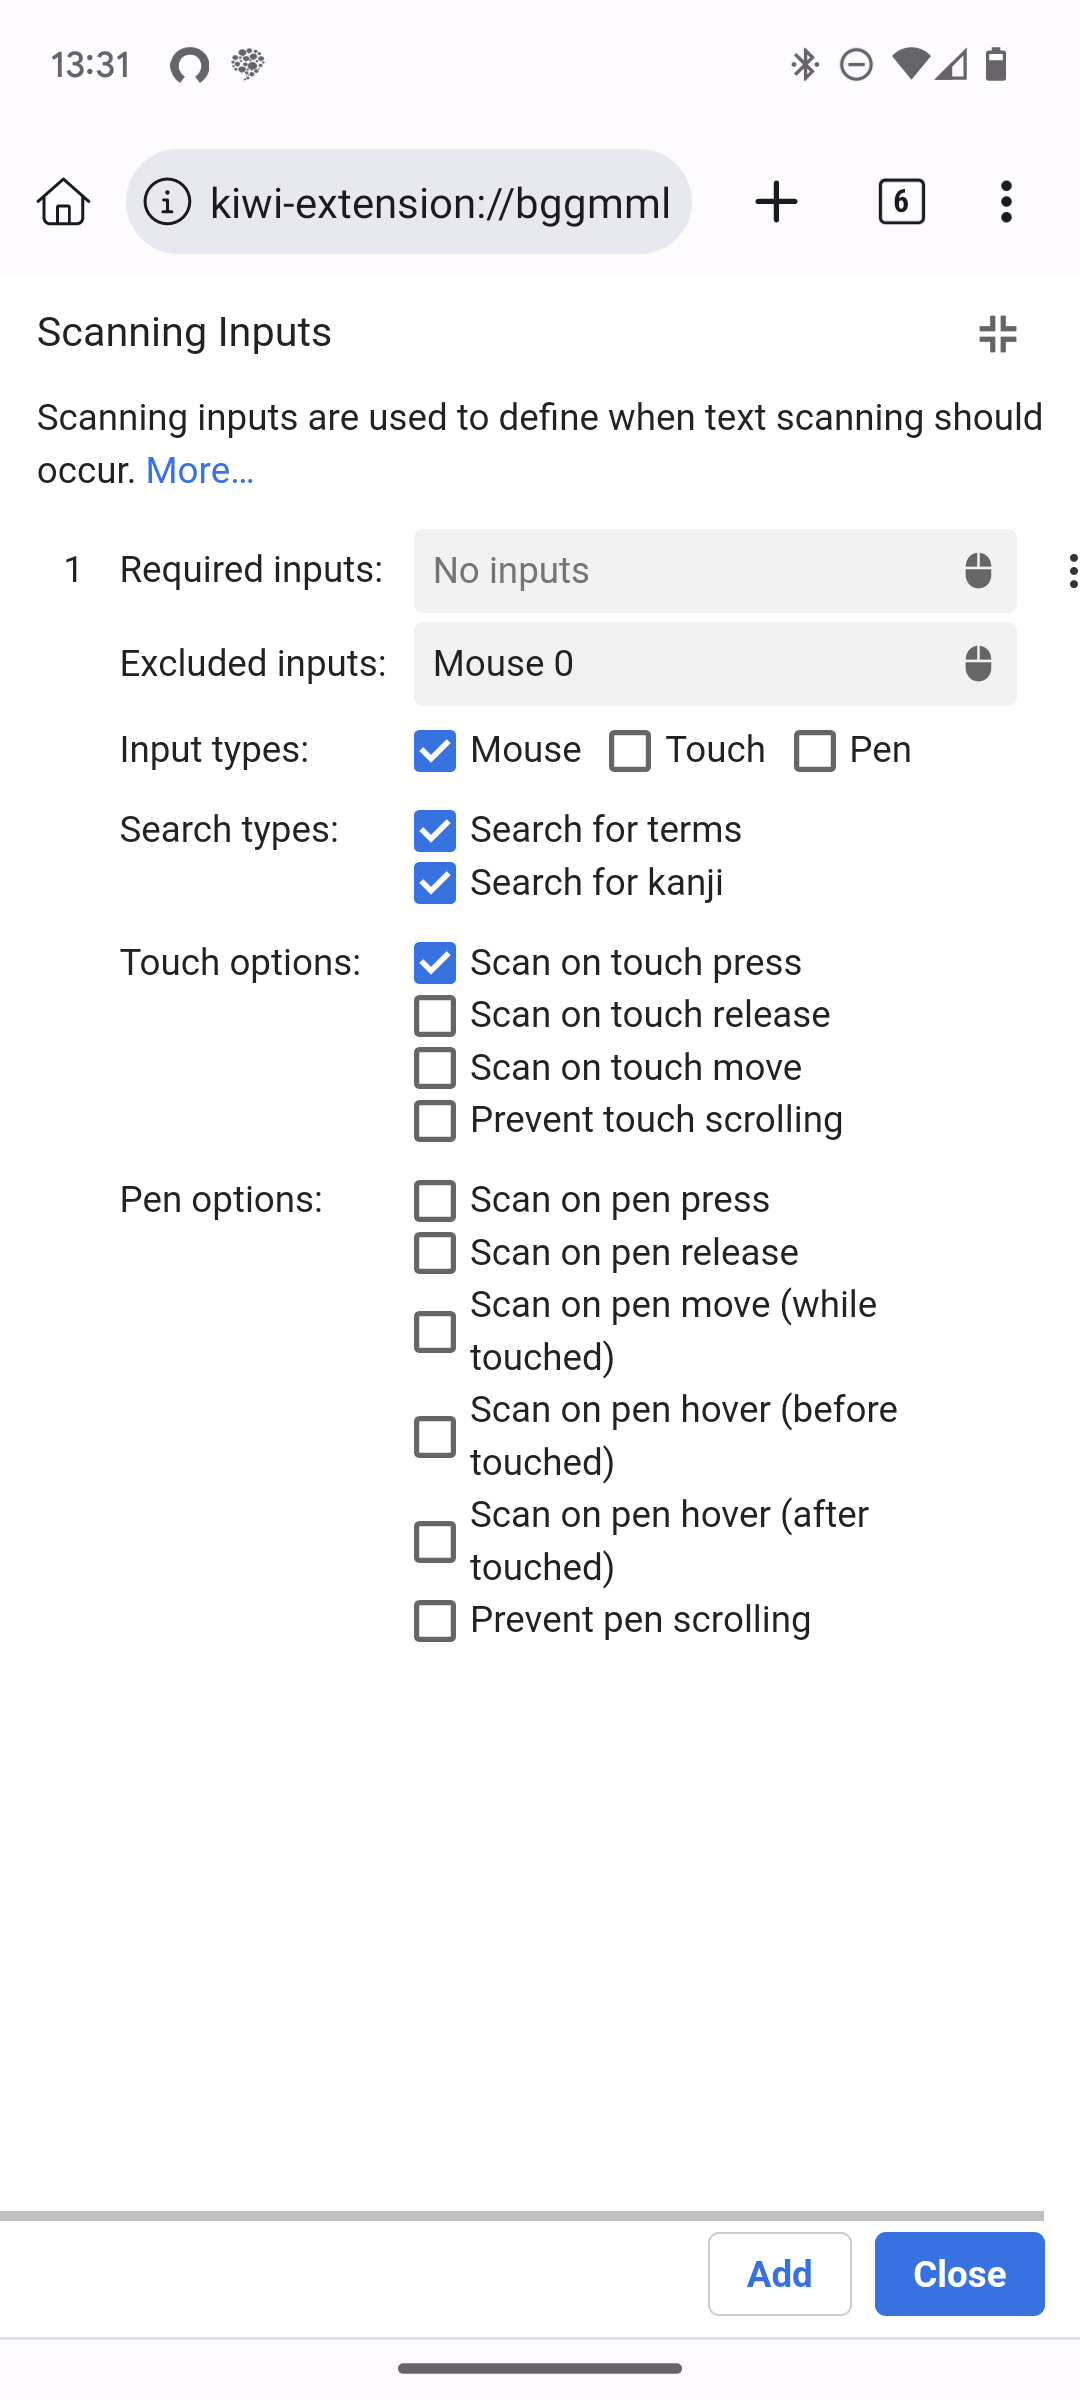 13:31
kiwi-extension://bggmml
6
Scanning Inputs
Scanning inputs are used to define when text scanning should
occur. More…
1 Required inputs: No inputs
Excluded inputs: Mouse 0
Input types: Mouse Touch Pen
Search types: Search for terms
Search for kanji
Touch options: Scan on touch press
Scan on touch release
Scan on touch move
Prevent touch scrolling
Pen options: Scan on pen press
Scan on pen release
Scan on pen move (while
touched)
Scan on pen hover (before
touched)
Scan on pen hover (after
touched)
Prevent pen scrolling
Add Close